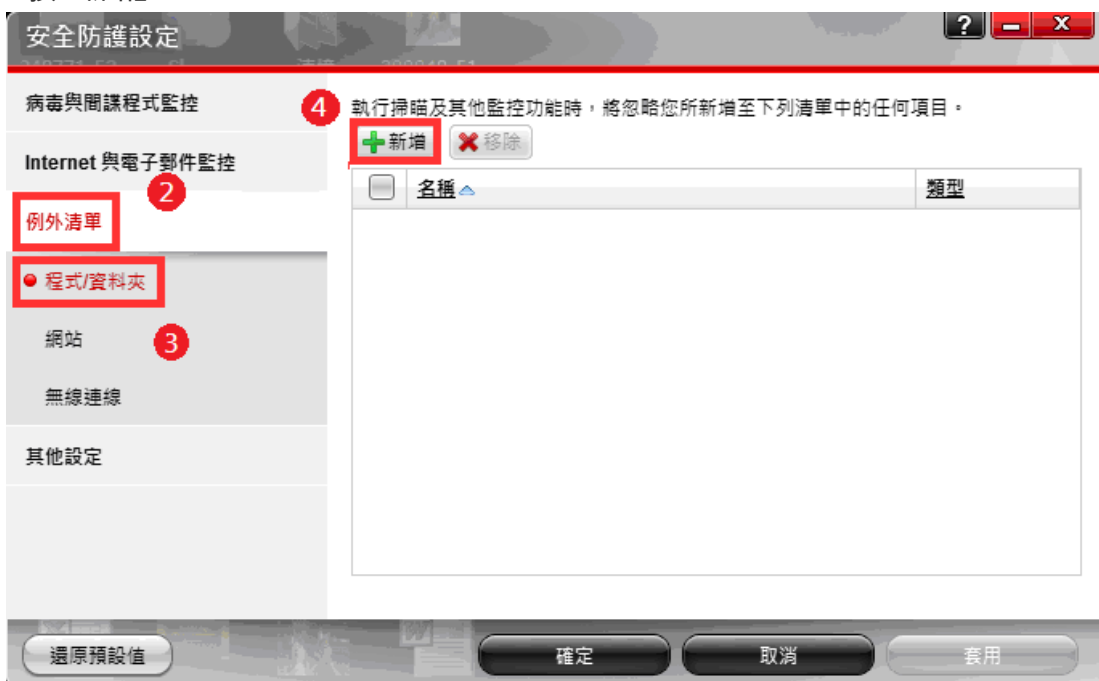 安全防護設定
?
X
病毒與間諜程式監控
4
執行掃瞄及其他監控功能時，將忽略您所新增至下列清單中的任何項目。
新增
移除
Internet 與電子郵件監控
2
名稱
類型
例外清單
程式/資料夾
網站
3
無線連線
其他設定
還原預設值
確定
取消
套用